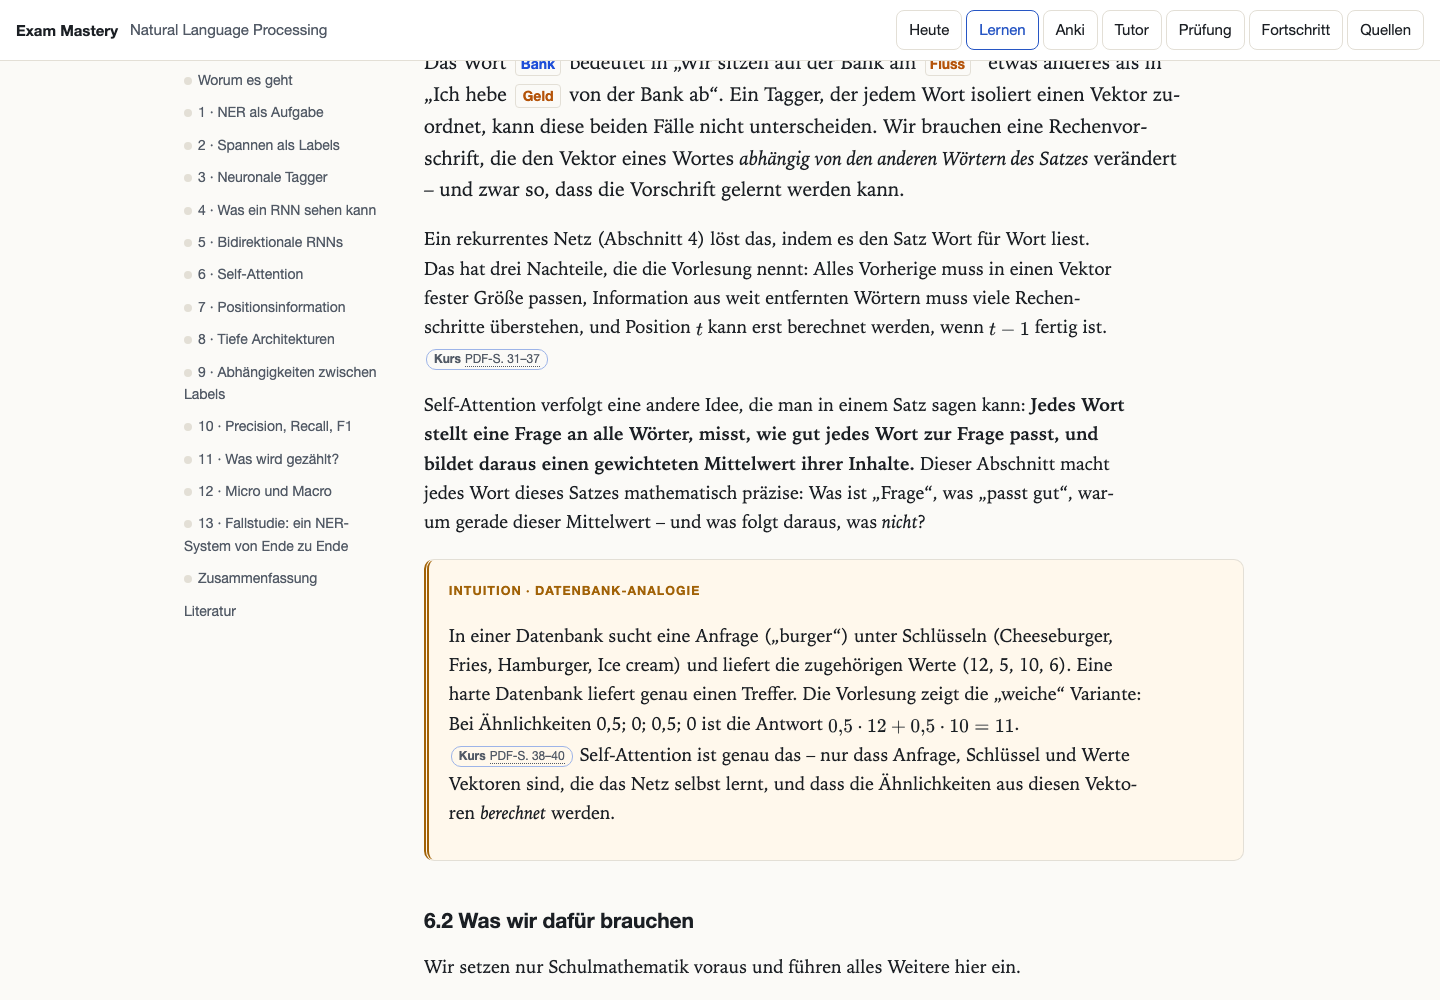 Exam Mastery Natural Language Processing
Heute Lernen Anki Tutor Prüfung Fortschritt Quellen
Worum es geht
1 · NER als Aufgabe
2 · Spannen als Labels
3 · Neuronale Tagger
4 · Was ein RNN sehen kann
5 · Bidirektionale RNNs
6 · Self-Attention
7 · Positionsinformation
8 · Tiefe Architekturen
9 · Abhängigkeiten zwischen
Labels
10 · Precision, Recall, F1
11 · Was wird gezählt?
12 · Micro und Macro
13 · Fallstudie: ein NER-
System von Ende zu Ende
Zusammenfassung
Literatur
Das Wort Bank bedeutet in „Wir sitzen auf der Bank am Fluss“ etwas anderes als in
„Ich hebe Geld von der Bank ab“. Ein Tagger, der jedem Wort isoliert einen Vektor zu-
ordnet, kann diese beiden Fälle nicht unterscheiden. Wir brauchen eine Rechenvor-
schrift, die den Vektor eines Wortes abhängig von den anderen Wörtern des Satzes verändert
– und zwar so, dass die Vorschrift gelernt werden kann.
Ein rekurrentes Netz (Abschnitt 4) löst das, indem es den Satz Wort für Wort liest.
Das hat drei Nachteile, die die Vorlesung nennt: Alles Vorherige muss in einen Vektor
fester Größe passen, Information aus weit entfernten Wörtern muss viele Rechen-
schritte überstehen, und Position t kann erst berechnet werden, wenn t − 1 fertig ist.
Kurs PDF-S. 31–37
Self-Attention verfolgt eine andere Idee, die man in einem Satz sagen kann: Jedes Wort
stellt eine Frage an alle Wörter, misst, wie gut jedes Wort zur Frage passt, und
bildet daraus einen gewichteten Mittelwert ihrer Inhalte. Dieser Abschnitt macht
jedes Wort dieses Satzes mathematisch präzise: Was ist „Frage“, was „passt gut“, war-
um gerade dieser Mittelwert – und was folgt daraus, was nicht?
INTUITION · DATENBANK-ANALOGIE
In einer Datenbank sucht eine Anfrage („burger“) unter Schlüsseln (Cheeseburger,
Fries, Hamburger, Ice cream) und liefert die zugehörigen Werte (12, 5, 10, 6). Eine
harte Datenbank liefert genau einen Treffer. Die Vorlesung zeigt die „weiche“ Variante:
Bei Ähnlichkeiten 0,5; 0; 0,5; 0 ist die Antwort 0,5 · 12 + 0,5 · 10 = 11.
Kurs PDF-S. 38–40 Self-Attention ist genau das – nur dass Anfrage, Schlüssel und Werte
Vektoren sind, die das Netz selbst lernt, und dass die Ähnlichkeiten aus diesen Vekto-
ren berechnet werden.
6.2 Was wir dafür brauchen
Wir setzen nur Schulmathematik voraus und führen alles Weitere hier ein.